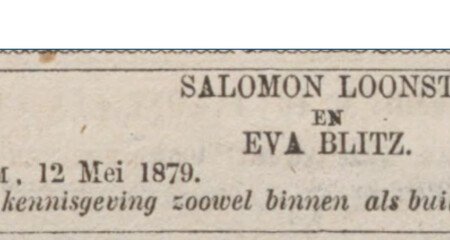 SALOMON LOONST
EN
EVA BLITZ.
M, 12 Mei 1879.
kennisgeving zoowel binnen als bui